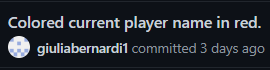 Colored current player name in red.
giuliabernardi1 committed 3 days ago